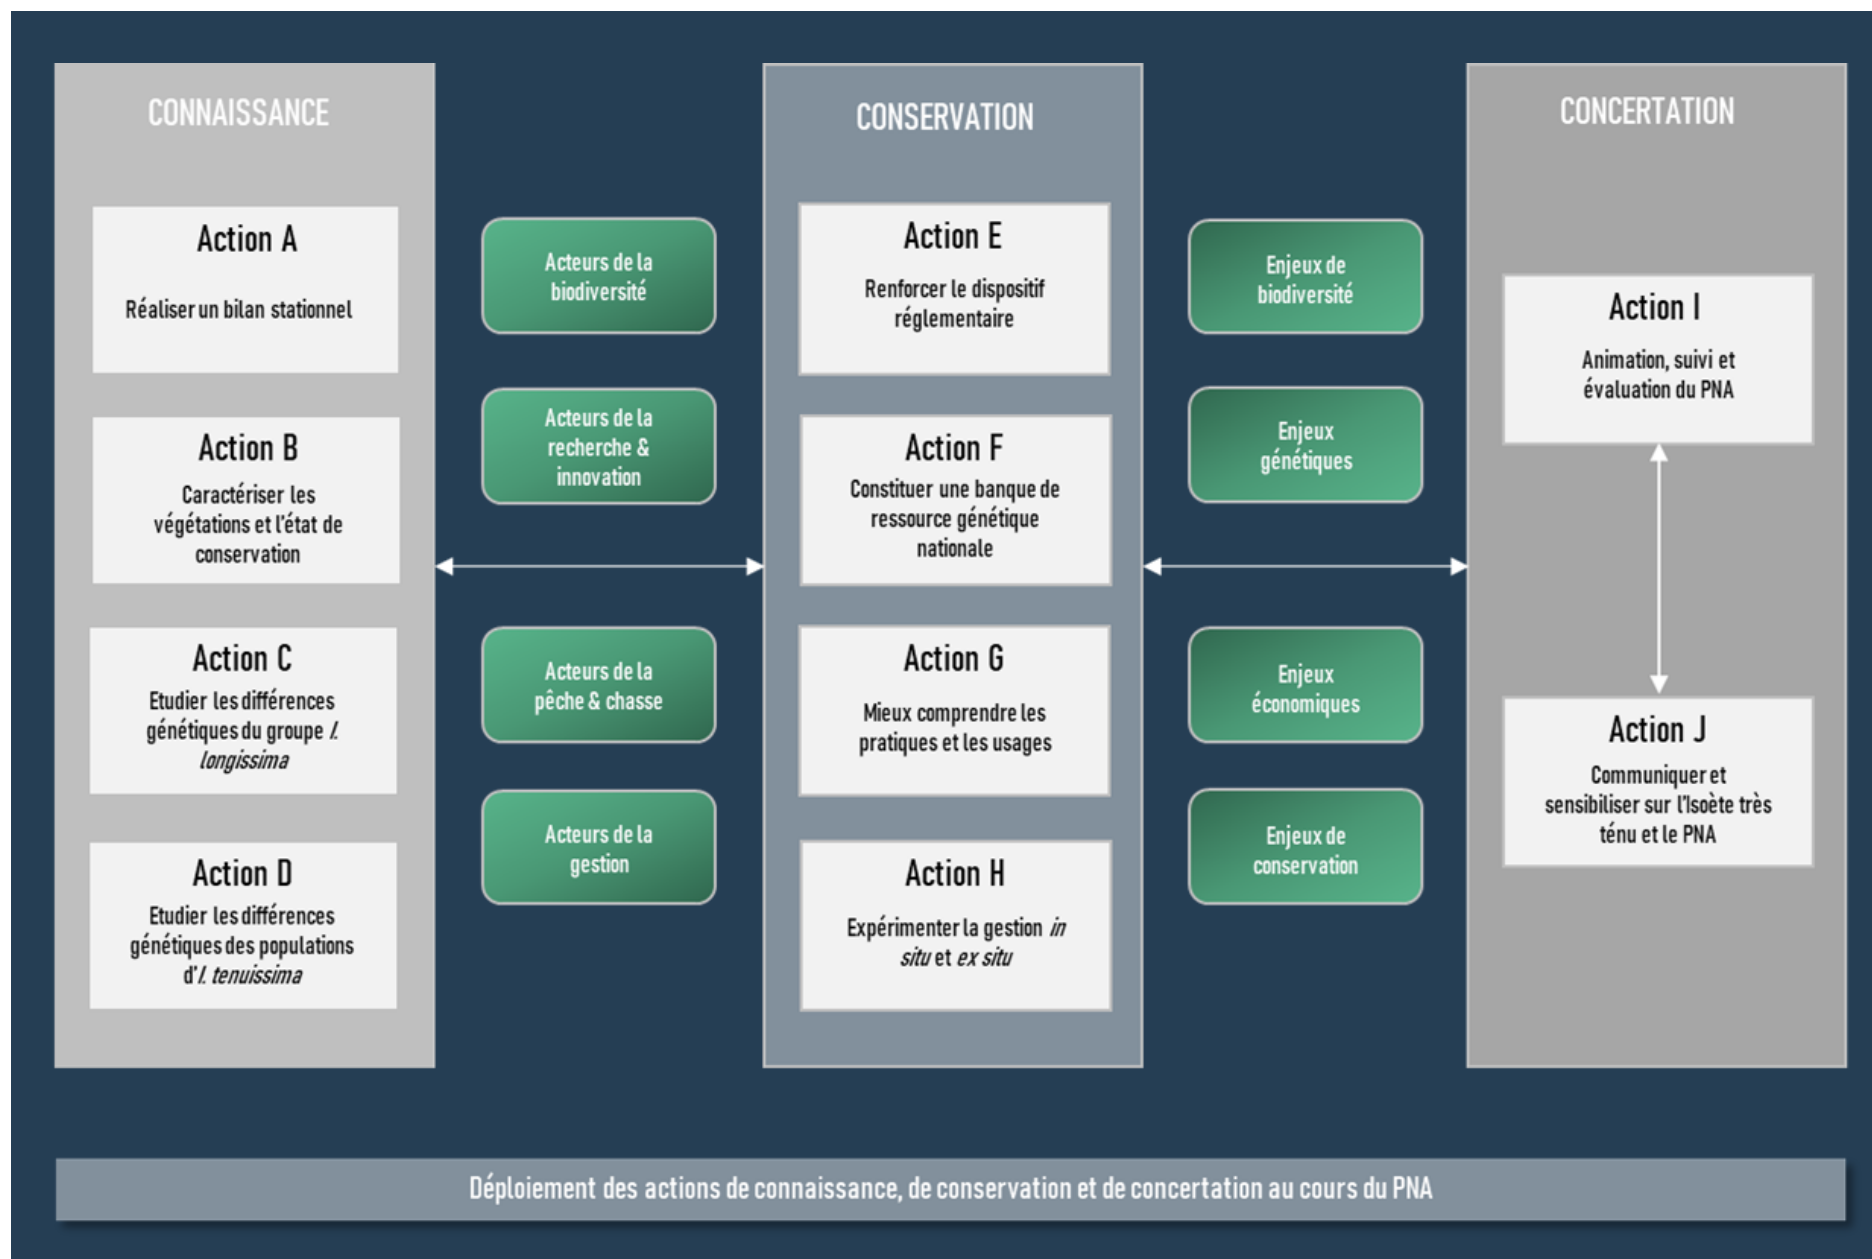 CONNAISSANCE
Action A
Réaliser un bilan stationnel
Action B
Caractériser les
végétations et l'état de
conservation
Action C
Etudier les différences
génétiques du groupe I.
longissima
Action D
Etudier les différences
génétiques des populations
d'I. tenuissima
Acteurs de la
biodiversité
Acteurs de la
recherche &
innovation
Acteurs de la
pêche & chasse
Acteurs de la
gestion
CONSERVATION
Action E
Renforcer le dispositif
réglementaire
Action F
Constituer une banque de
ressource génétique
nationale
Action G
Mieux comprendre les
pratiques et les usages
Action H
Expérimenter la gestion in
situ et ex situ
Enjeux de
biodiversité
Enjeux
génétiques
Enjeux
économiques
Enjeux de
conservation
CONCERTATION
Action I
Animation, suivi et
évaluation du PNA
Action J
Communiquer et
sensibiliser sur l'Isoète très
ténu et le PNA
Déploiement des actions de connaissance, de conservation et de concertation au cours du PNA